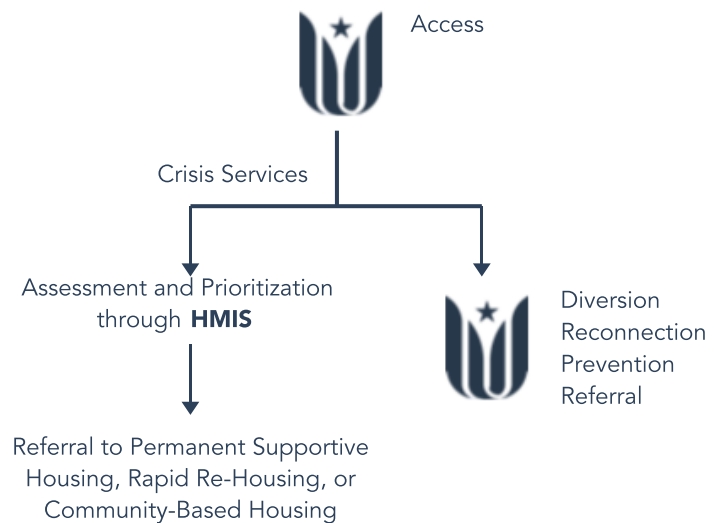 Access
Crisis Services
Assessment and Prioritization
through HMIS
Diversion
Reconnection
Prevention
Referral
Referral to Permanent Supportive
Housing, Rapid Re-Housing, or
Community-Based Housing